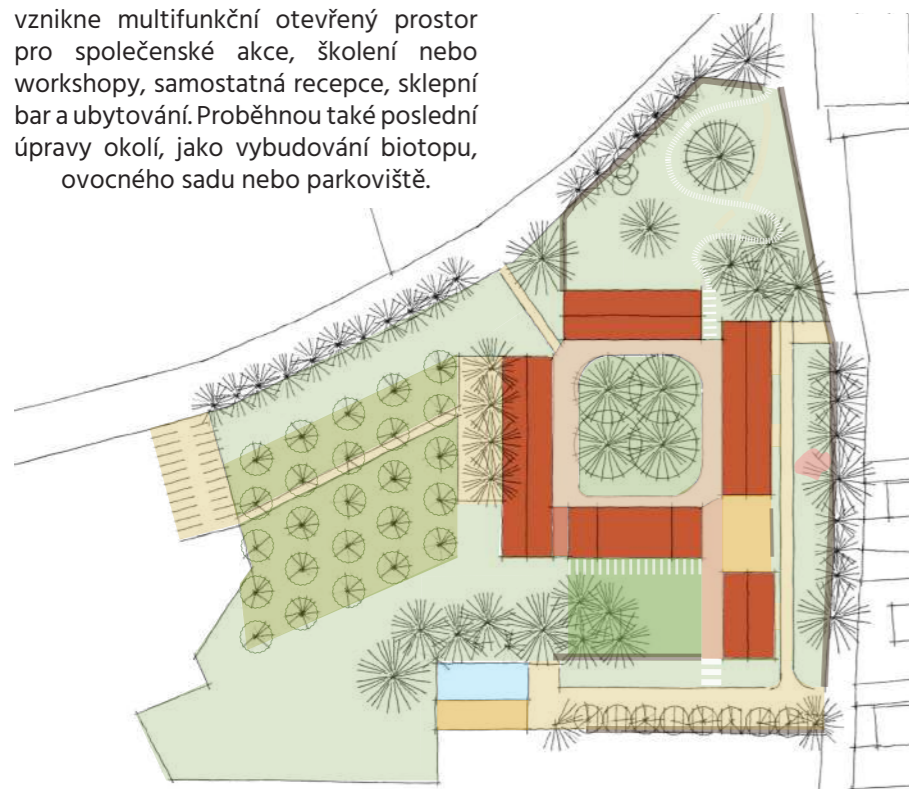 vznikne multifunkční otevřený prostor
pro společenské akce, školení nebo
workshopy, samostatná recepce, sklepní
bar a ubytování. Proběhnou také poslední
úpravy okolí, jako vybudování biotopu,
ovocného sadu nebo parkoviště.